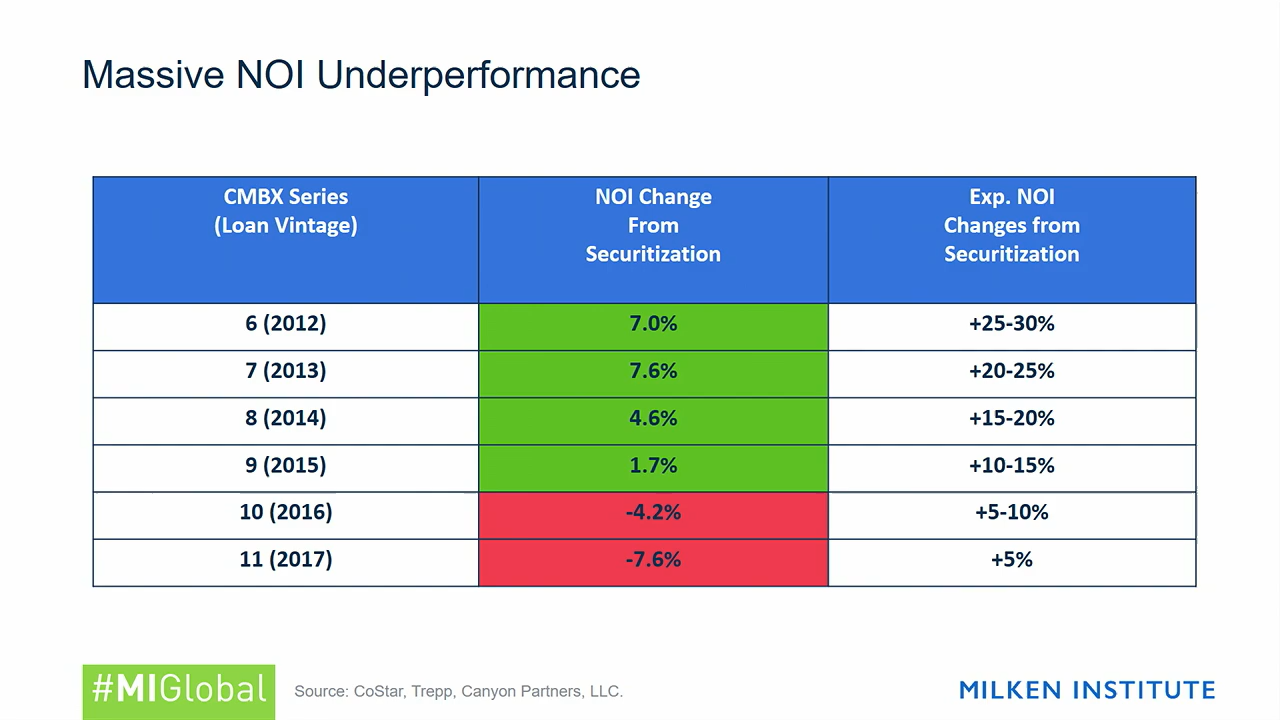 Massive NOI Underperformance
CMBX Series
(Loan Vintage)
NOI Change
From
Securitization
Exp. NOI
Changes from
Securitization
6 (2012) 7.0% +25-30%
7 (2013) 7.6% +20-25%
8 (2014) 4.6% +15-20%
9 (2015) 1.7% +10-15%
10 (2016) -4.2% +5-10%
11 (2017) -7.6% +5%
#MIGlobal
Source: CoStar, Trepp, Canyon Partners, LLC.
MILKEN INSTITUTE